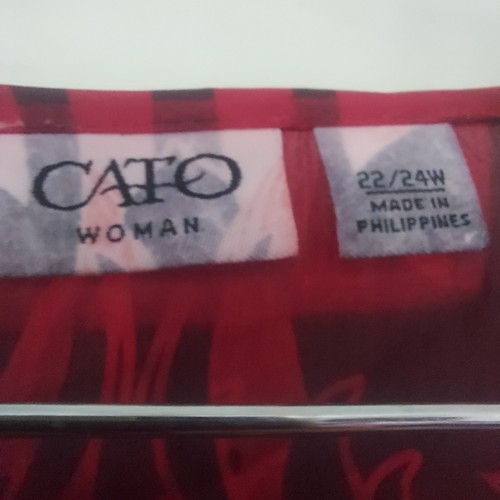 CATO
WOMAN
22/24W
MADE IN
PHILIPPINES